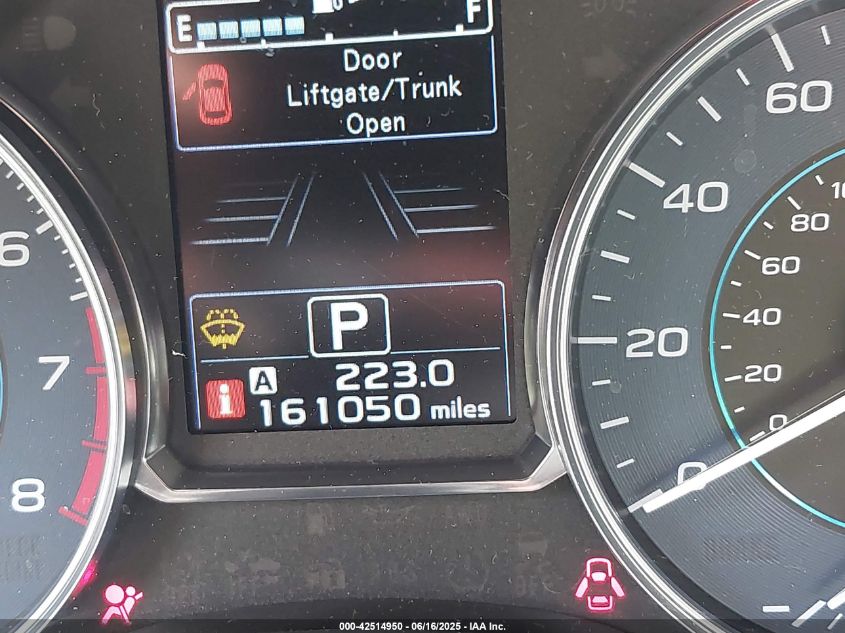 E F
Door
Liftgate/Trunk
Open
P
A 223.0
i 161050 miles
6
7
8
60
40
20
0
80
60
40
20
0
000-42514950 - 06/16/2025 - IAA Inc.